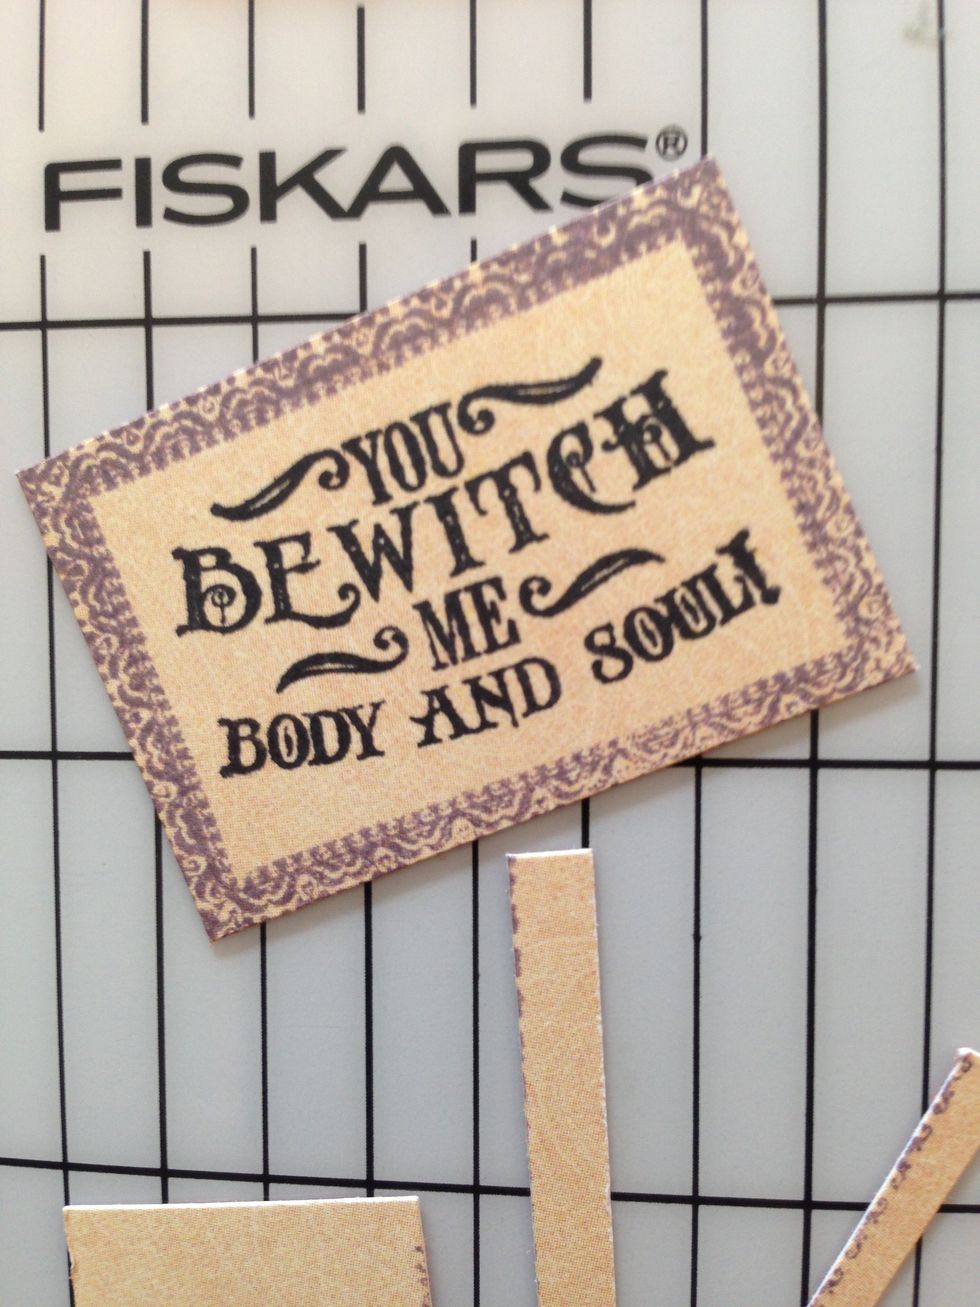 FISKARS®
YOU
BEWITCH
ME
BODY AND SOUL!